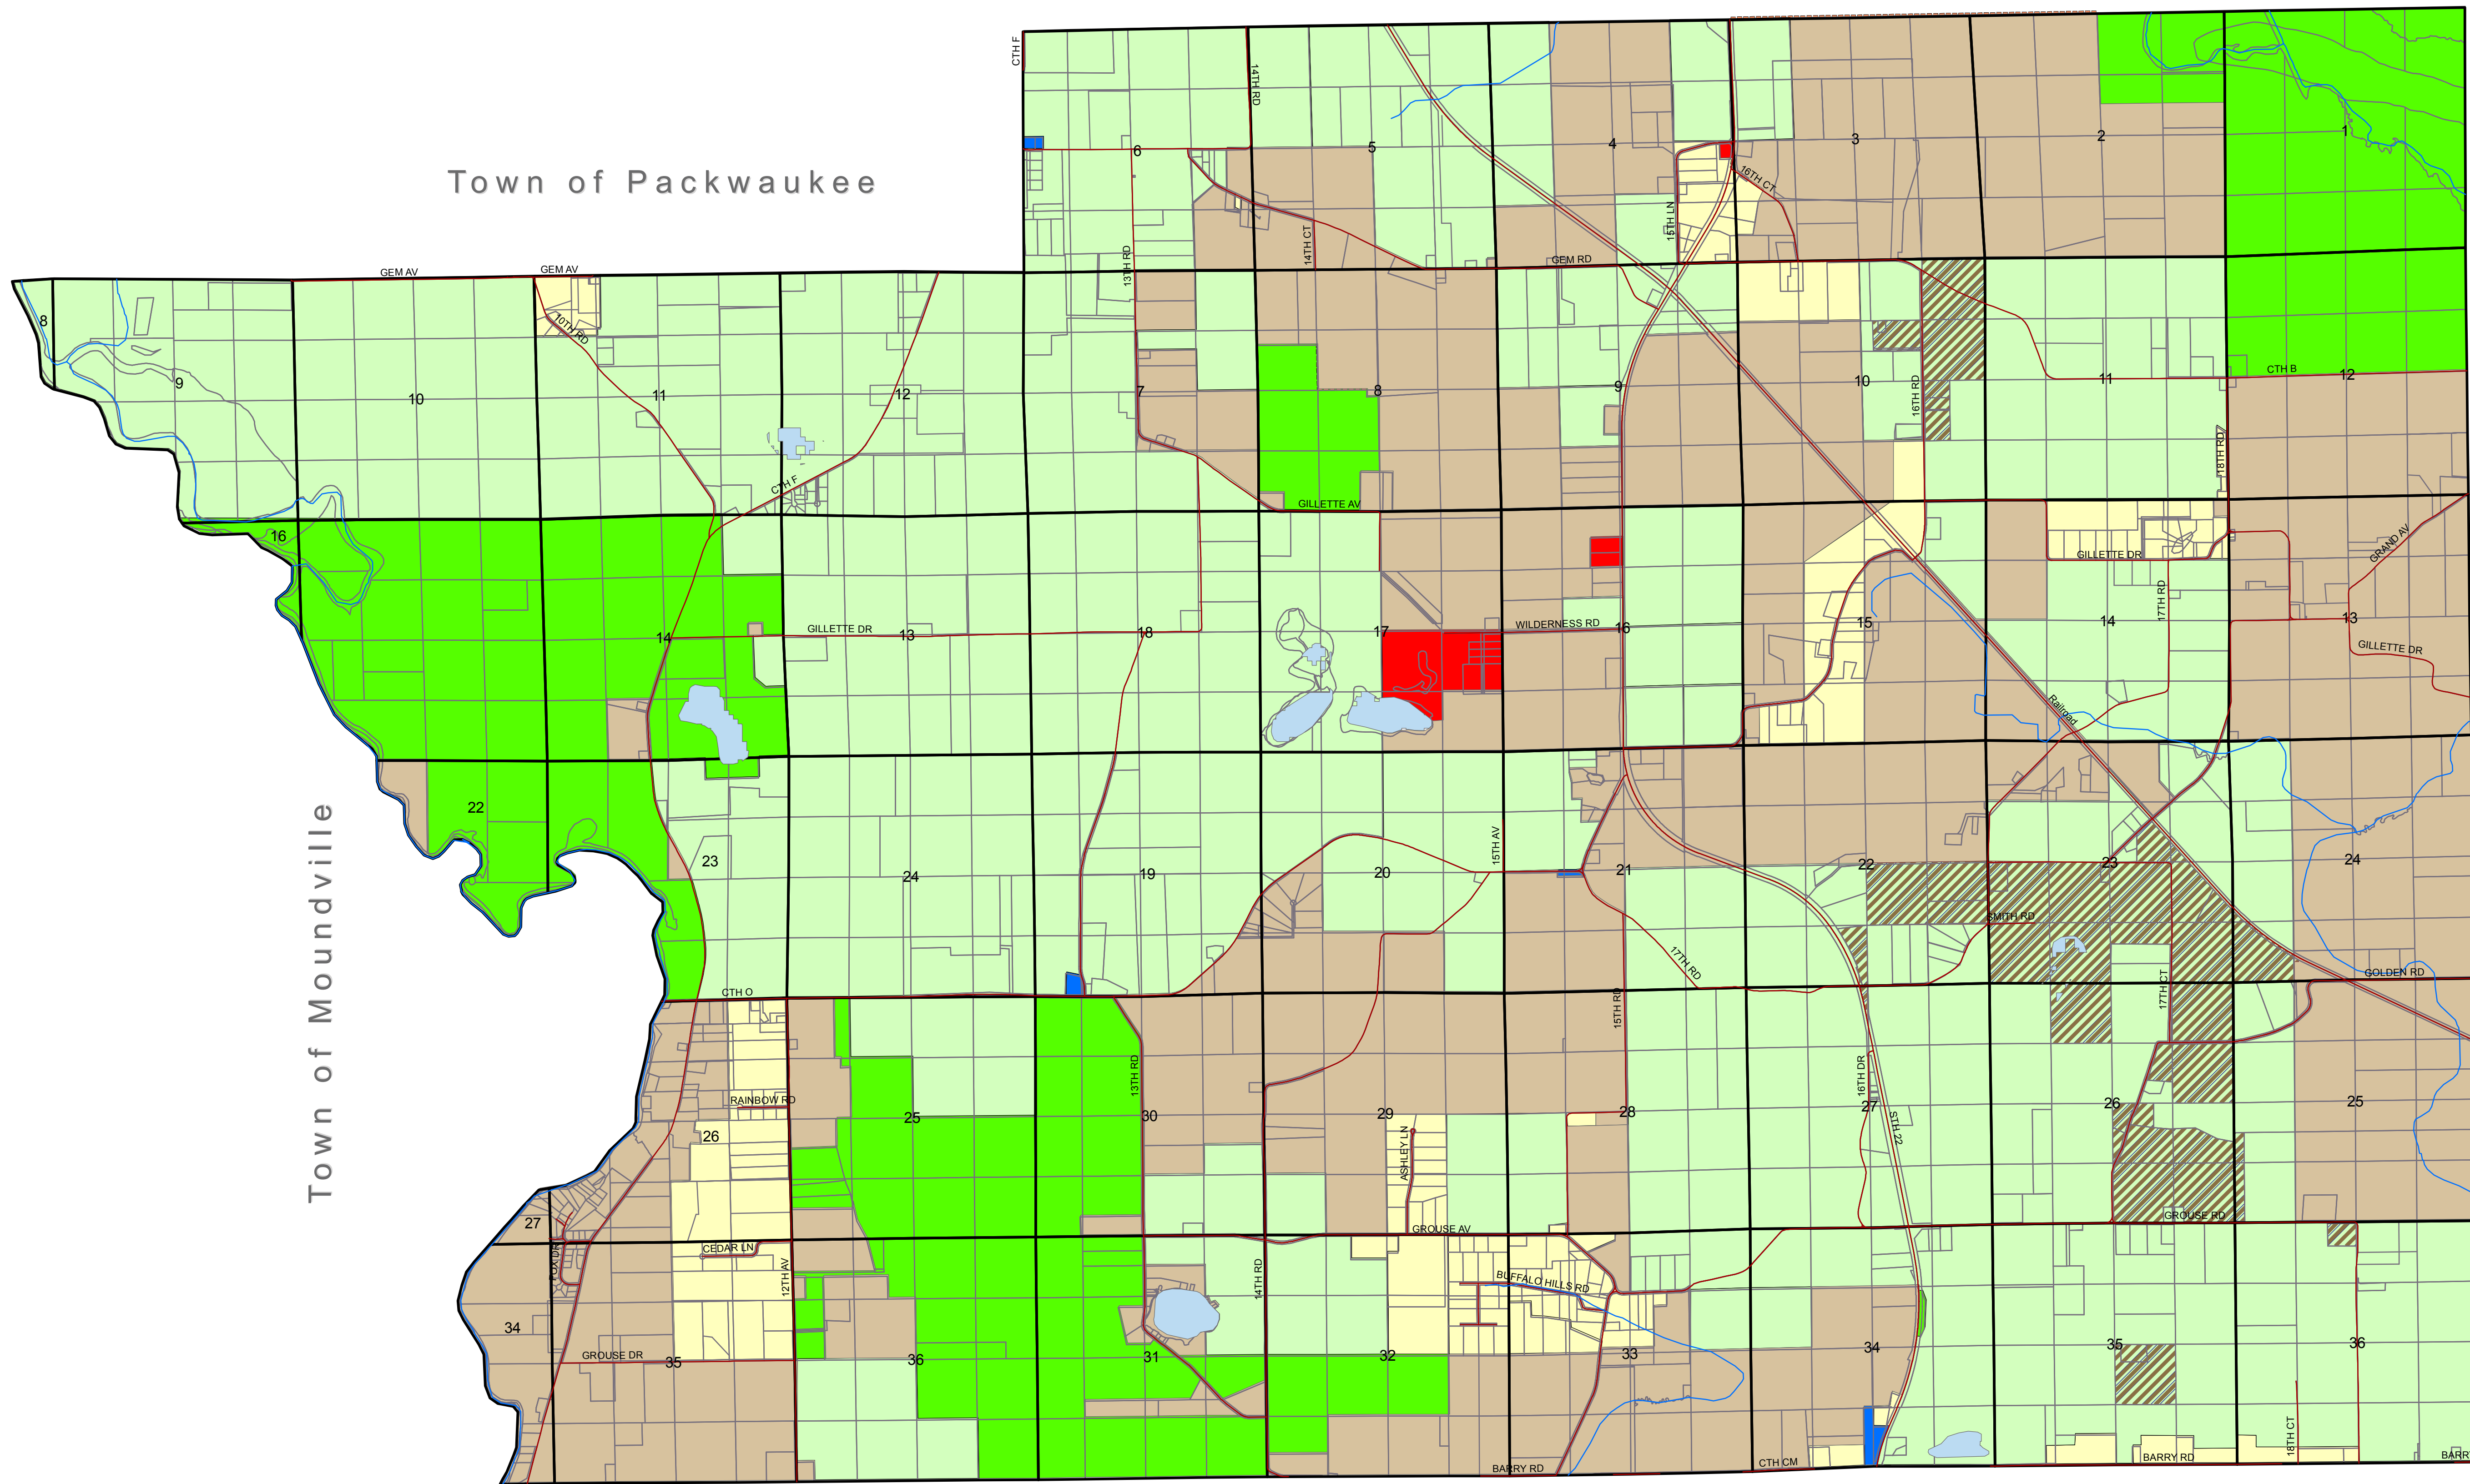 CTH F
14TH RD
6
5
4
3
2
1
Town of Packwaukee
16TH CT
15TH LN
14TH CT
13TH RD
GEM RD
GEM AV
GEM AV
8
10TH RD
9
10
11
12
7
8
9
10
16TH RD
11
CTH B
12
18TH RD
CTH F
GILLETTE AV
16
GRAND AV
GILLETTE DR
17TH RD
14
GILLETTE DR
13
18
17
WILDERNESS RD
16
15
14
13
GILLETTE DR
Railroad
22
23
24
19
20
15TH AV
21
22
23
24
Town of Moundville
SMITH RD
17TH RD
17TH CT
GOLDEN RD
CTH O
15TH RD
13TH RD
16TH DR
RAINBOW RD
26
25
30
29
28
27
STH 22
26
25
ASHLEY LN
27
GROUSE AV
GROUSE RD
FOX DR
CEDAR LN
12TH AV
14TH RD
BUFFALO HILLS RD
34
GROUSE DR
35
36
31
32
33
34
35
36
18TH CT
BARRY RD
CTH CM
BARRY RD
BARR